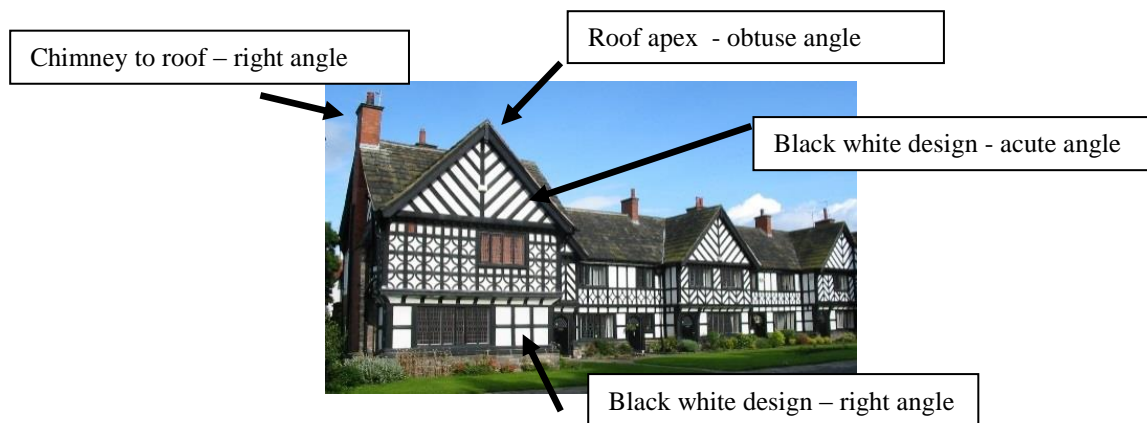 Roof apex  - obtuse angle
Chimney to roof – right angle
Black white design - acute angle
Black white design – right angle